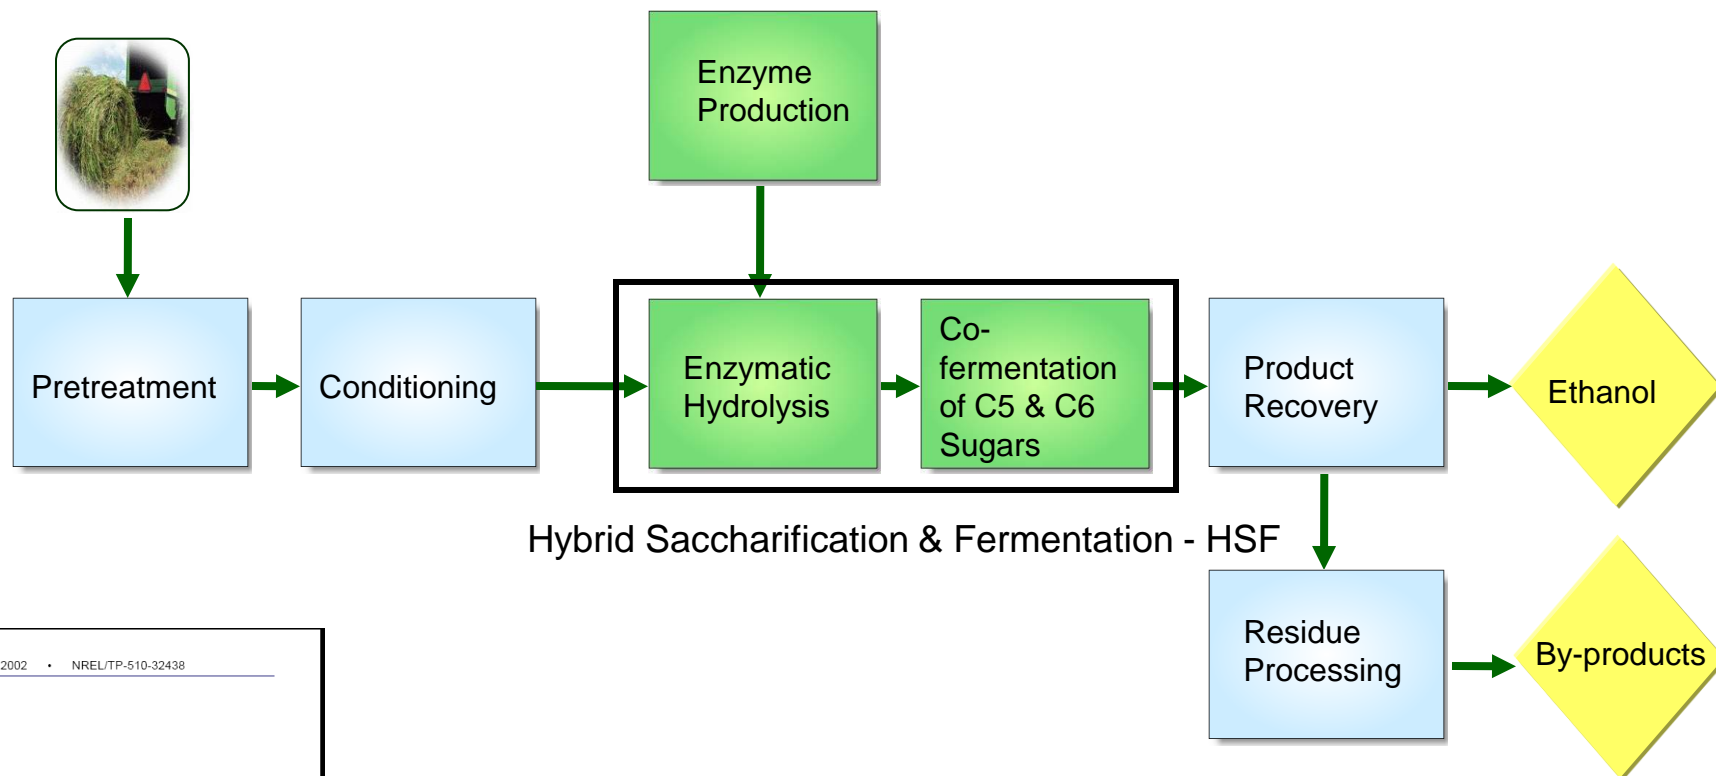 Enzyme
Production
Pretreatment
Conditioning
Enzymatic
Hydrolysis
Co-
fermentation
of C5 & C6
Sugars
Product
Recovery
Ethanol
Hybrid Saccharification & Fermentation - HSF
Residue
Processing
By-products
2002 • NREL/TP-510-32438